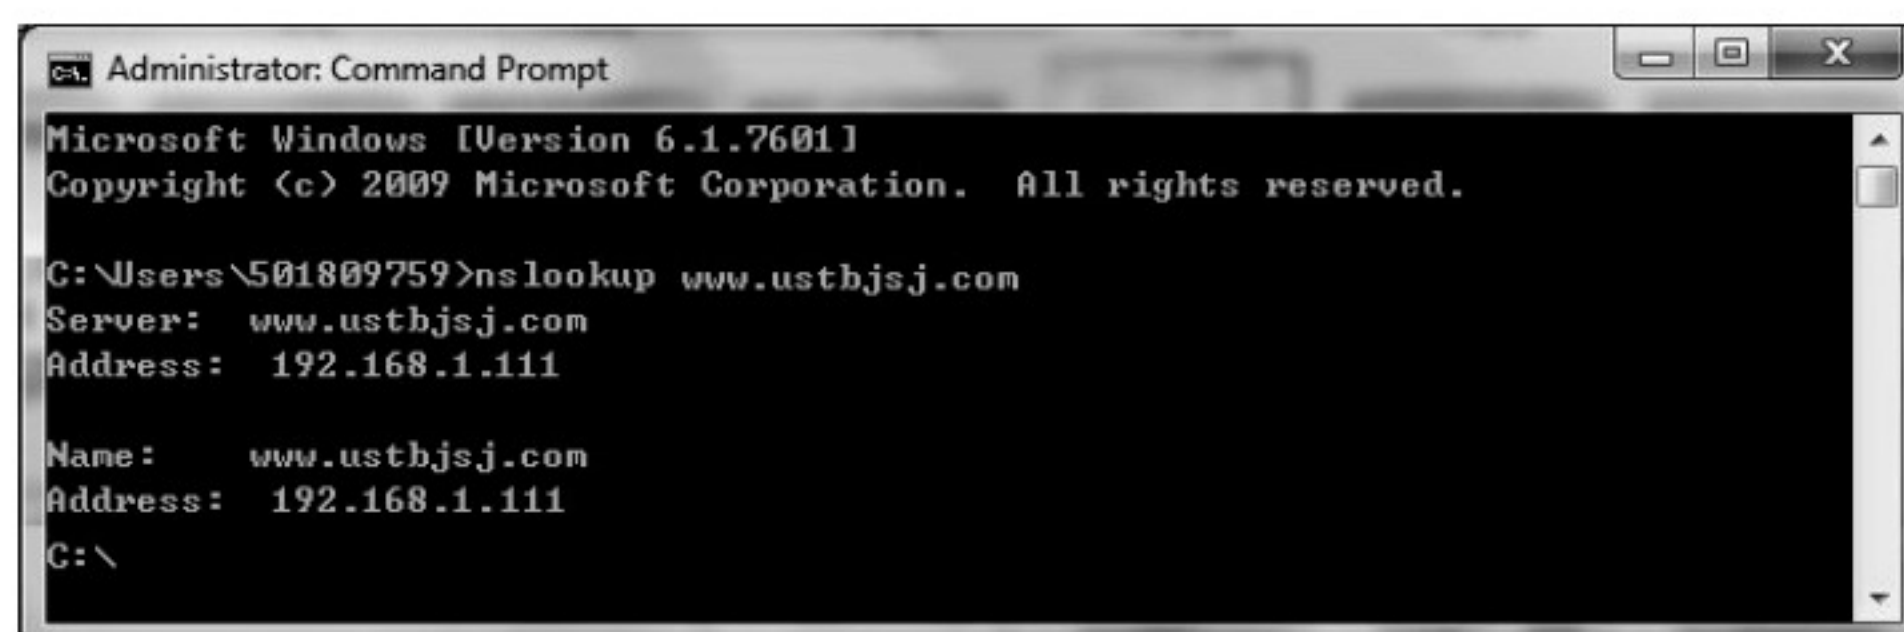 Administrator: Command Prompt
Microsoft Windows [Version 6.1.7601]
Copyright (c) 2009 Microsoft Corporation.  All rights reserved.
C:\Users\501809759>nslookup www.ustbjsj.com
Server:  www.ustbjsj.com
Address:  192.168.1.111
Name:    www.ustbjsj.com
Address:  192.168.1.111
C:\